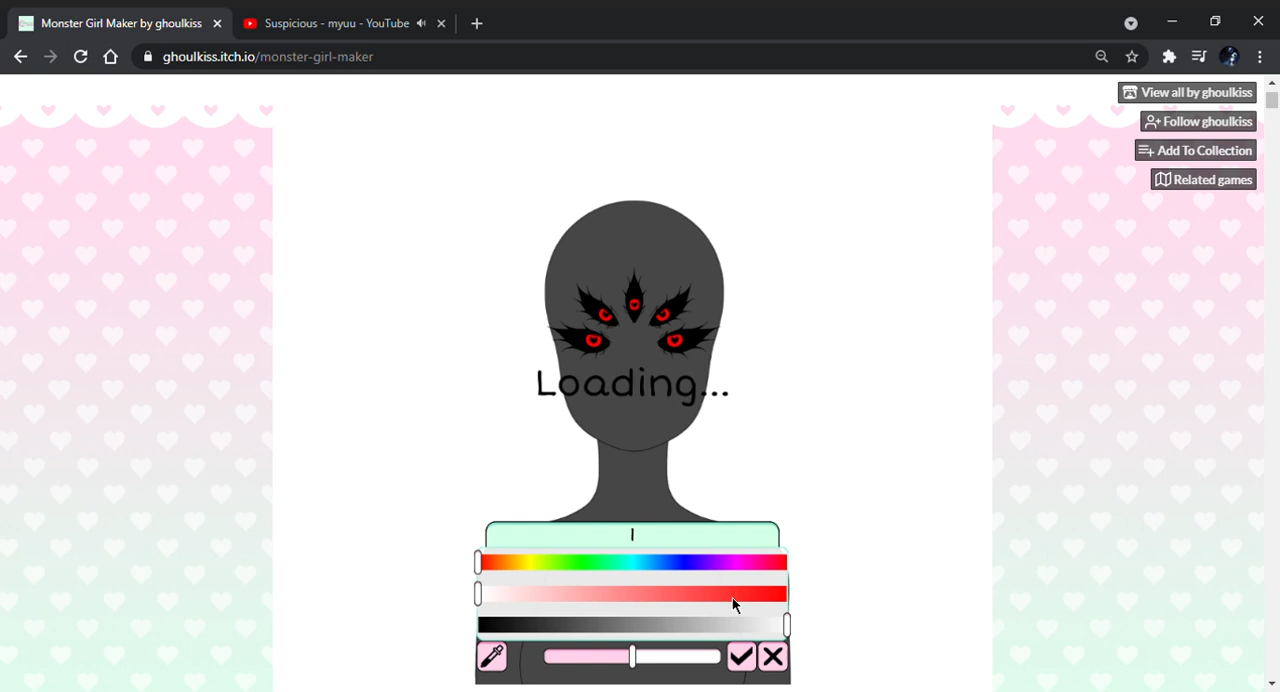 Monster Girl Maker by ghoulkiss
Suspicious - myuu - YouTube
ghoulkiss.itch.io/monster-girl-maker
View all by ghoulkiss
Follow ghoulkiss
Add To Collection
Related games
Loading...